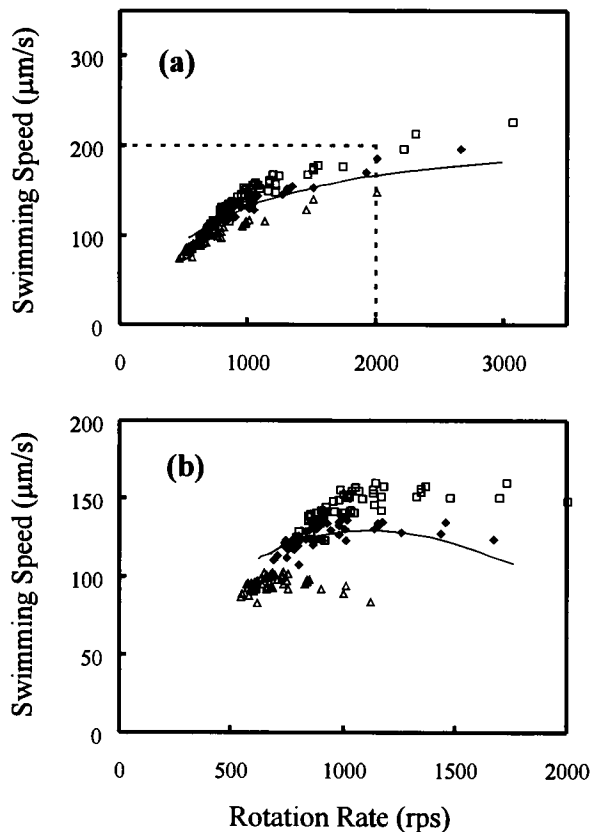 (a)
Swimming Speed (μm/s)
300
200
100
0
0 1000 2000 3000
(b)
Swimming Speed (μm/s)
200
150
100
50
0
0 500 1000 1500 2000
Rotation Rate (rps)